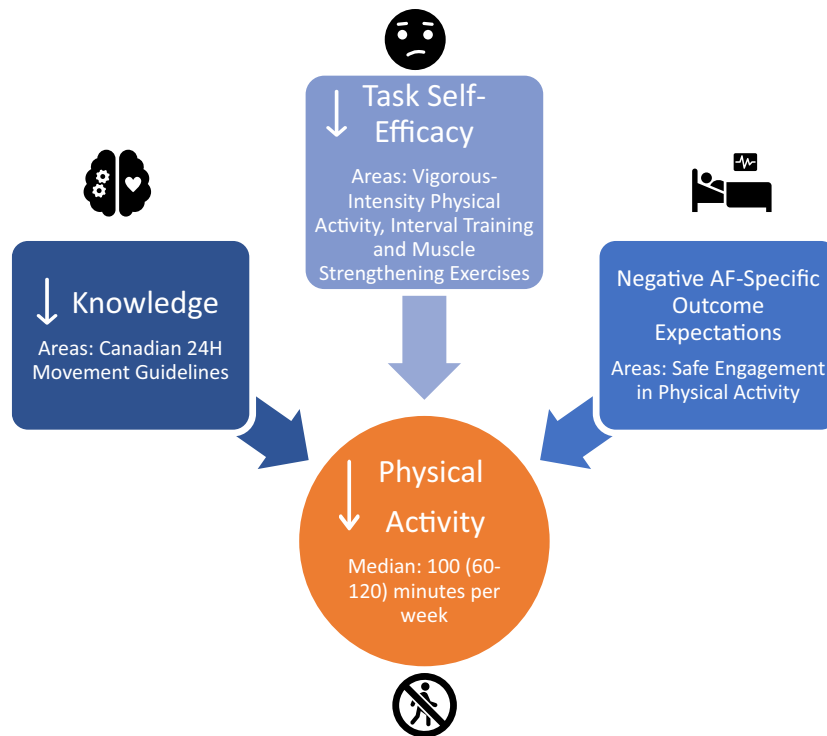 Task Self-
Efficacy
Areas: Vigorous-
Intensity Physical
Activity, Interval Training
and Muscle
Strengthening Exercises
Knowledge
Areas: Canadian 24H
Movement Guidelines
Negative AF-Specific
Outcome
Expectations
Areas: Safe Engagement
in Physical Activity
Physical
Activity
Median: 100 (60-
120) minutes per
week